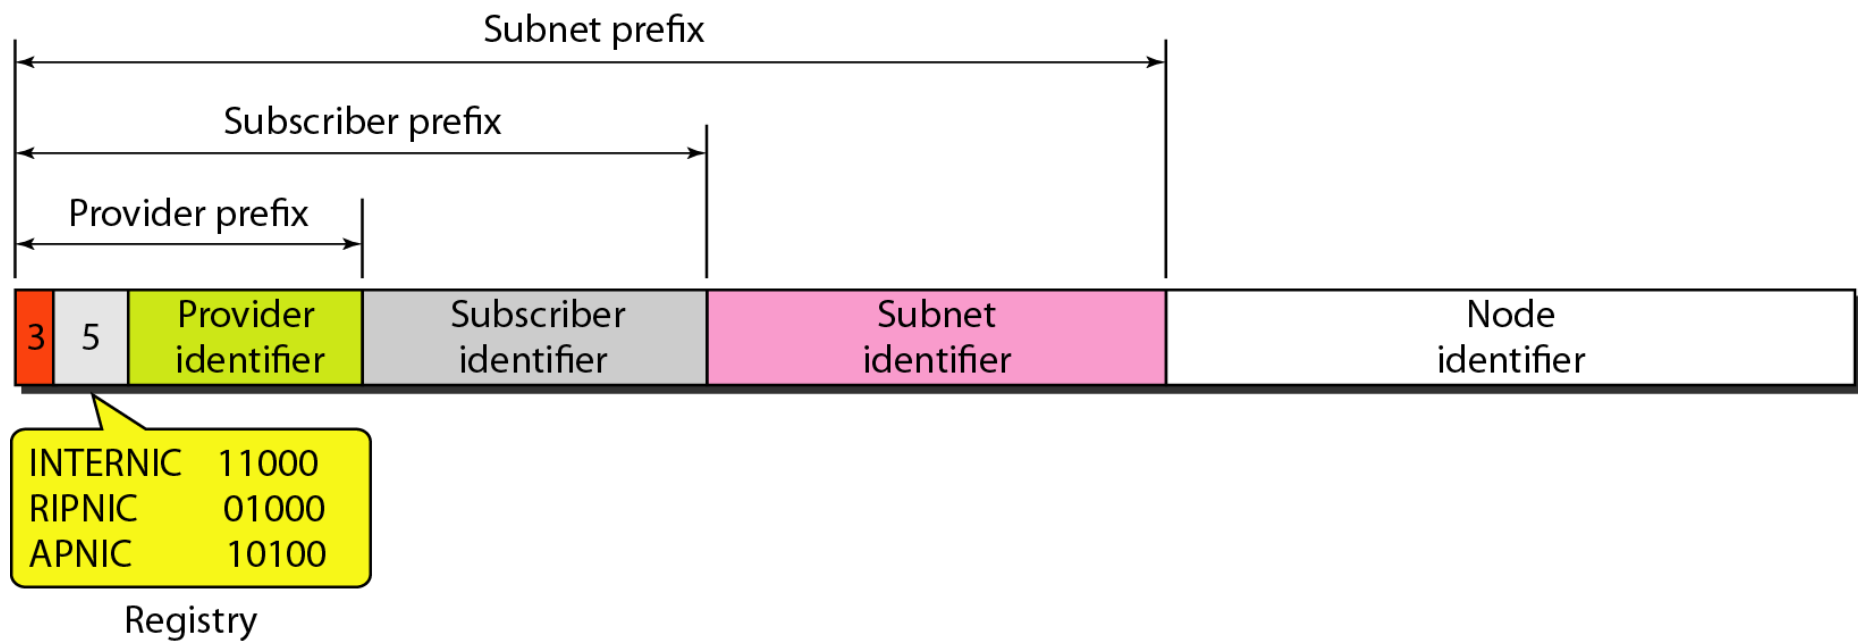 Subnet prefix
Subscriber prefix
Provider prefix
3
5
Provider
identifier
Subscriber
identifier
Subnet
identifier
Node
identifier
INTERNIC 11000
RIPNIC 01000
APNIC 10100
Registry